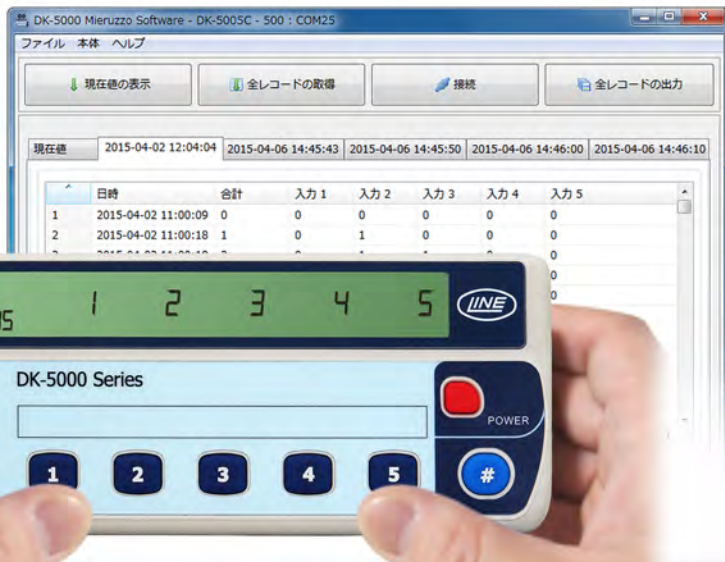 DK-5000 Mieruzzo Software - DK-5005C - 500 : COM25
ファイル 本体 ヘルプ
現在値の表示 全レコードの取得 接続 全レコードの出力
現在値 2015-04-02 12:04:04 2015-04-06 14:45:43 2015-04-06 14:45:50 2015-04-06 14:46:00 2015-04-06 14:46:10
日時 合計 入力 1 入力 2 入力 3 入力 4 入力 5
1 2015-04-02 11:00:09 0 0 0 0 0 0
2 2015-04-02 11:00:18 1 0 1 0 0 0
0
0
0
1 2 3 4 5 LINE
DK-5000 Series
POWER
1 2 3 4 5 #